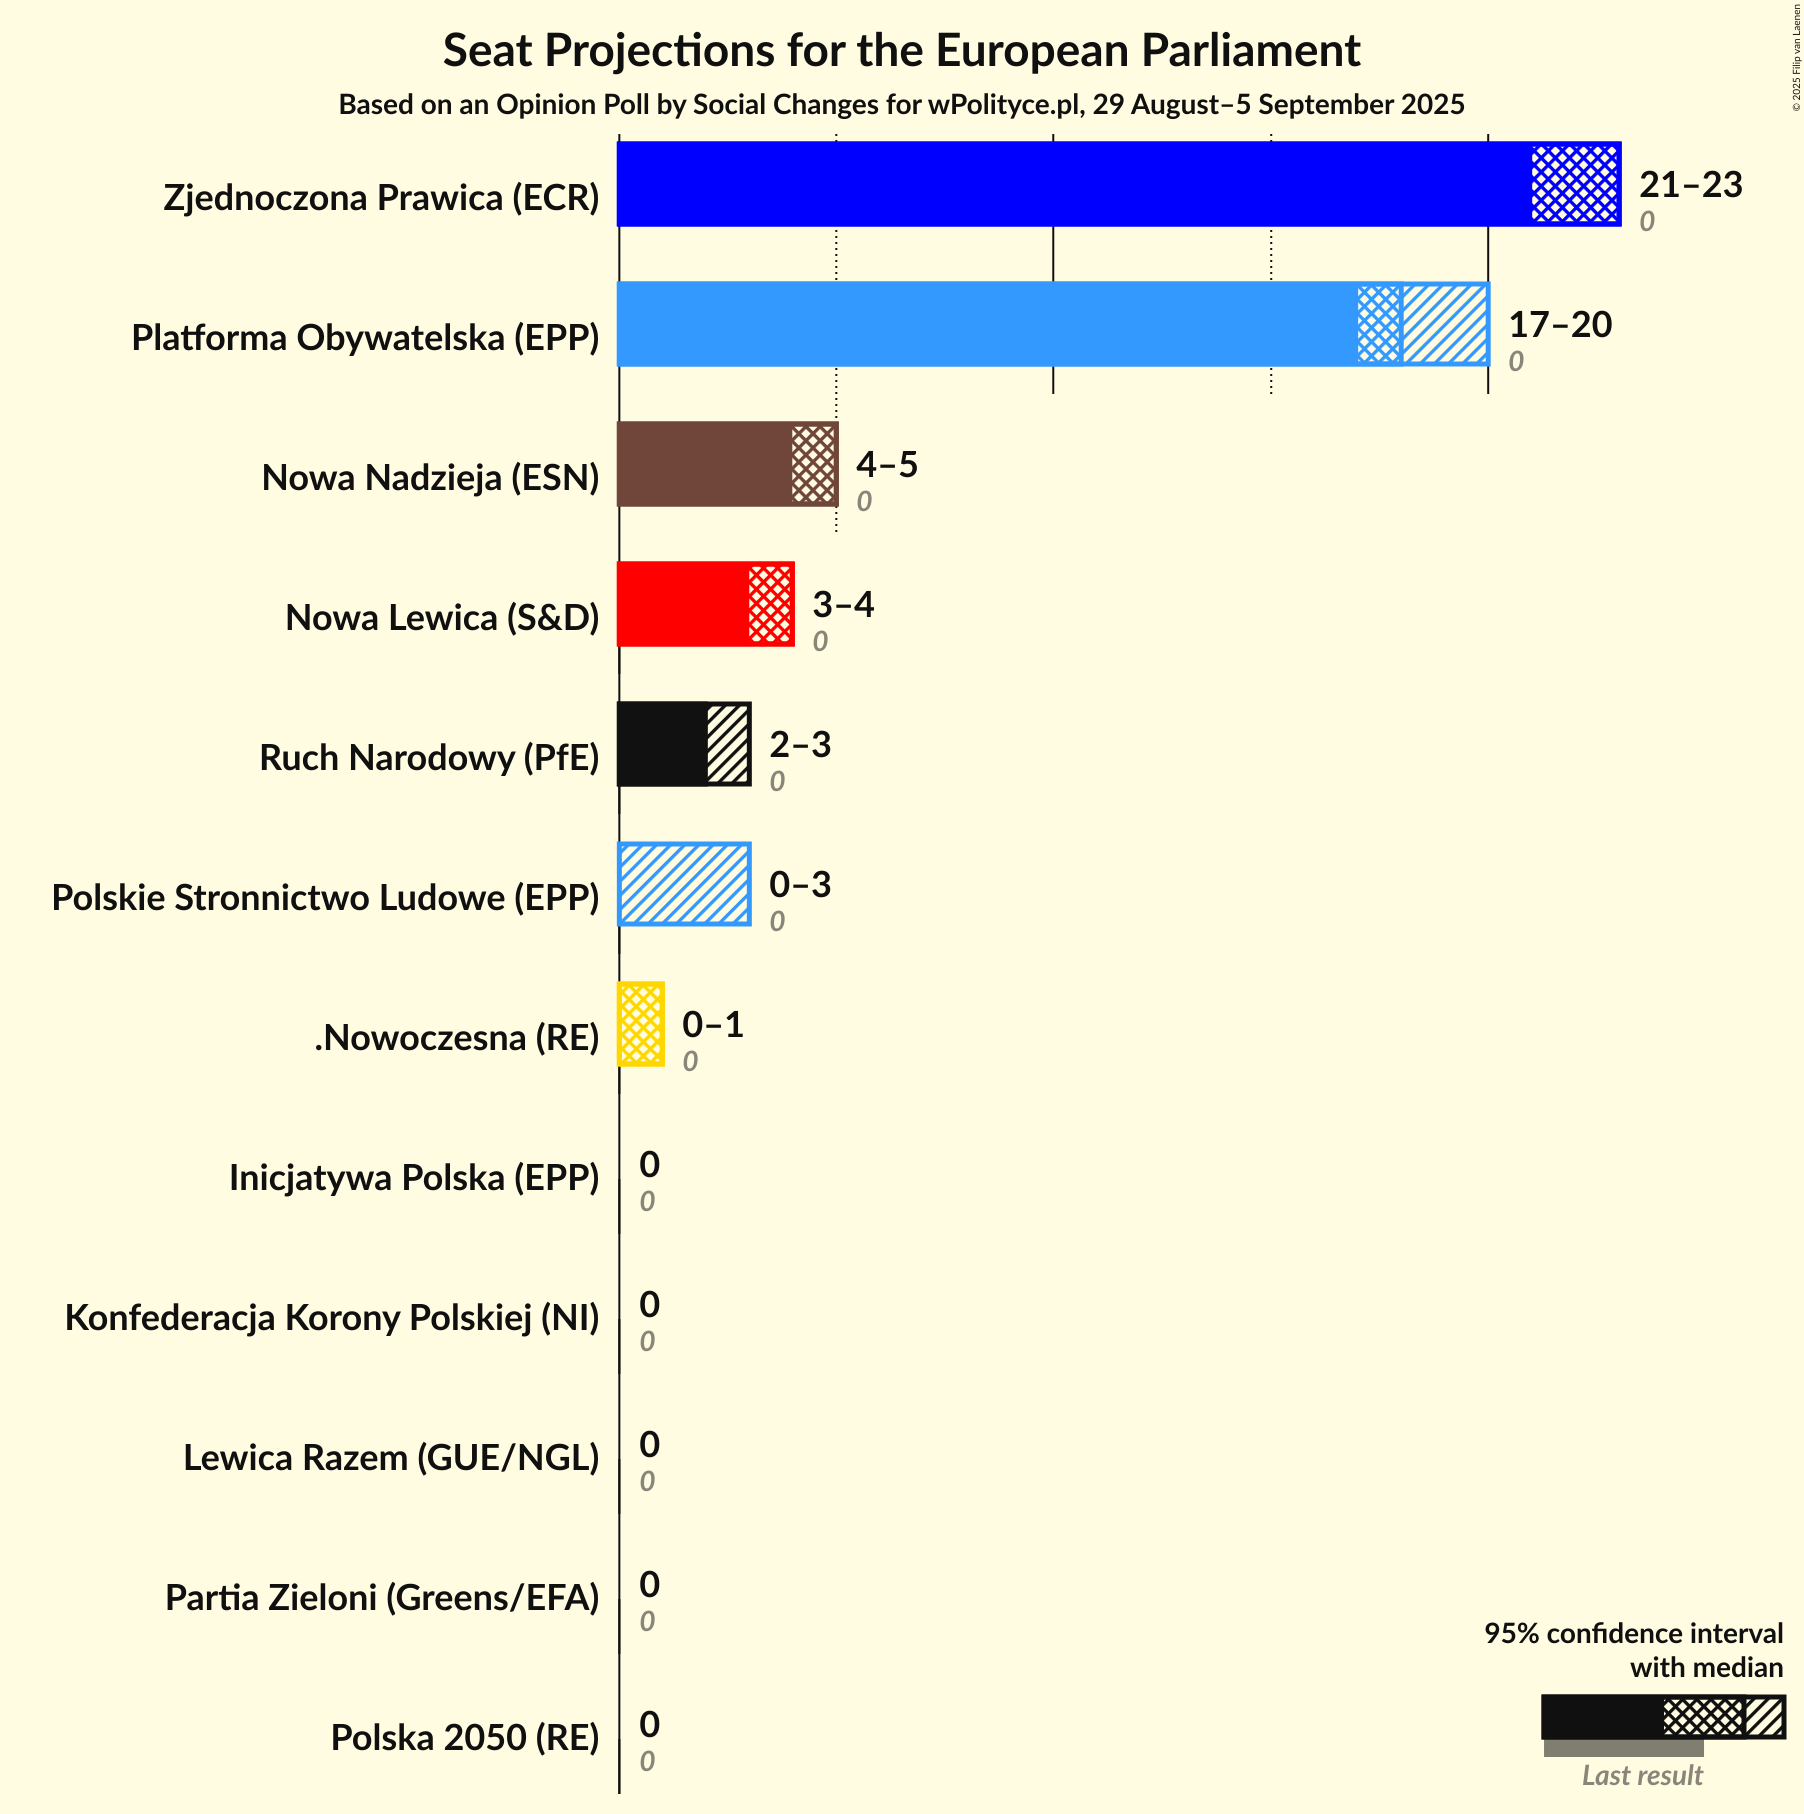 Seat Projections for the European Parliament
Based on an Opinion Poll by Social Changes for wPolityce.pl, 29 August–5 September 2025
© 2025 Filip van Laenen
Zjednoczona Prawica (ECR)
21–23
0
Platforma Obywatelska (EPP)
17–20
0
Nowa Nadzieja (ESN)
4–5
0
Nowa Lewica (S&D)
3–4
0
Ruch Narodowy (PfE)
2–3
0
Polskie Stronnictwo Ludowe (EPP)
0–3
0
.Nowoczesna (RE)
0–1
0
Inicjatywa Polska (EPP)
0
0
Konfederacja Korony Polskiej (NI)
0
0
Lewica Razem (GUE/NGL)
0
0
Partia Zieloni (Greens/EFA)
0
0
Polska 2050 (RE)
0
0
95% confidence interval
with median
Last result